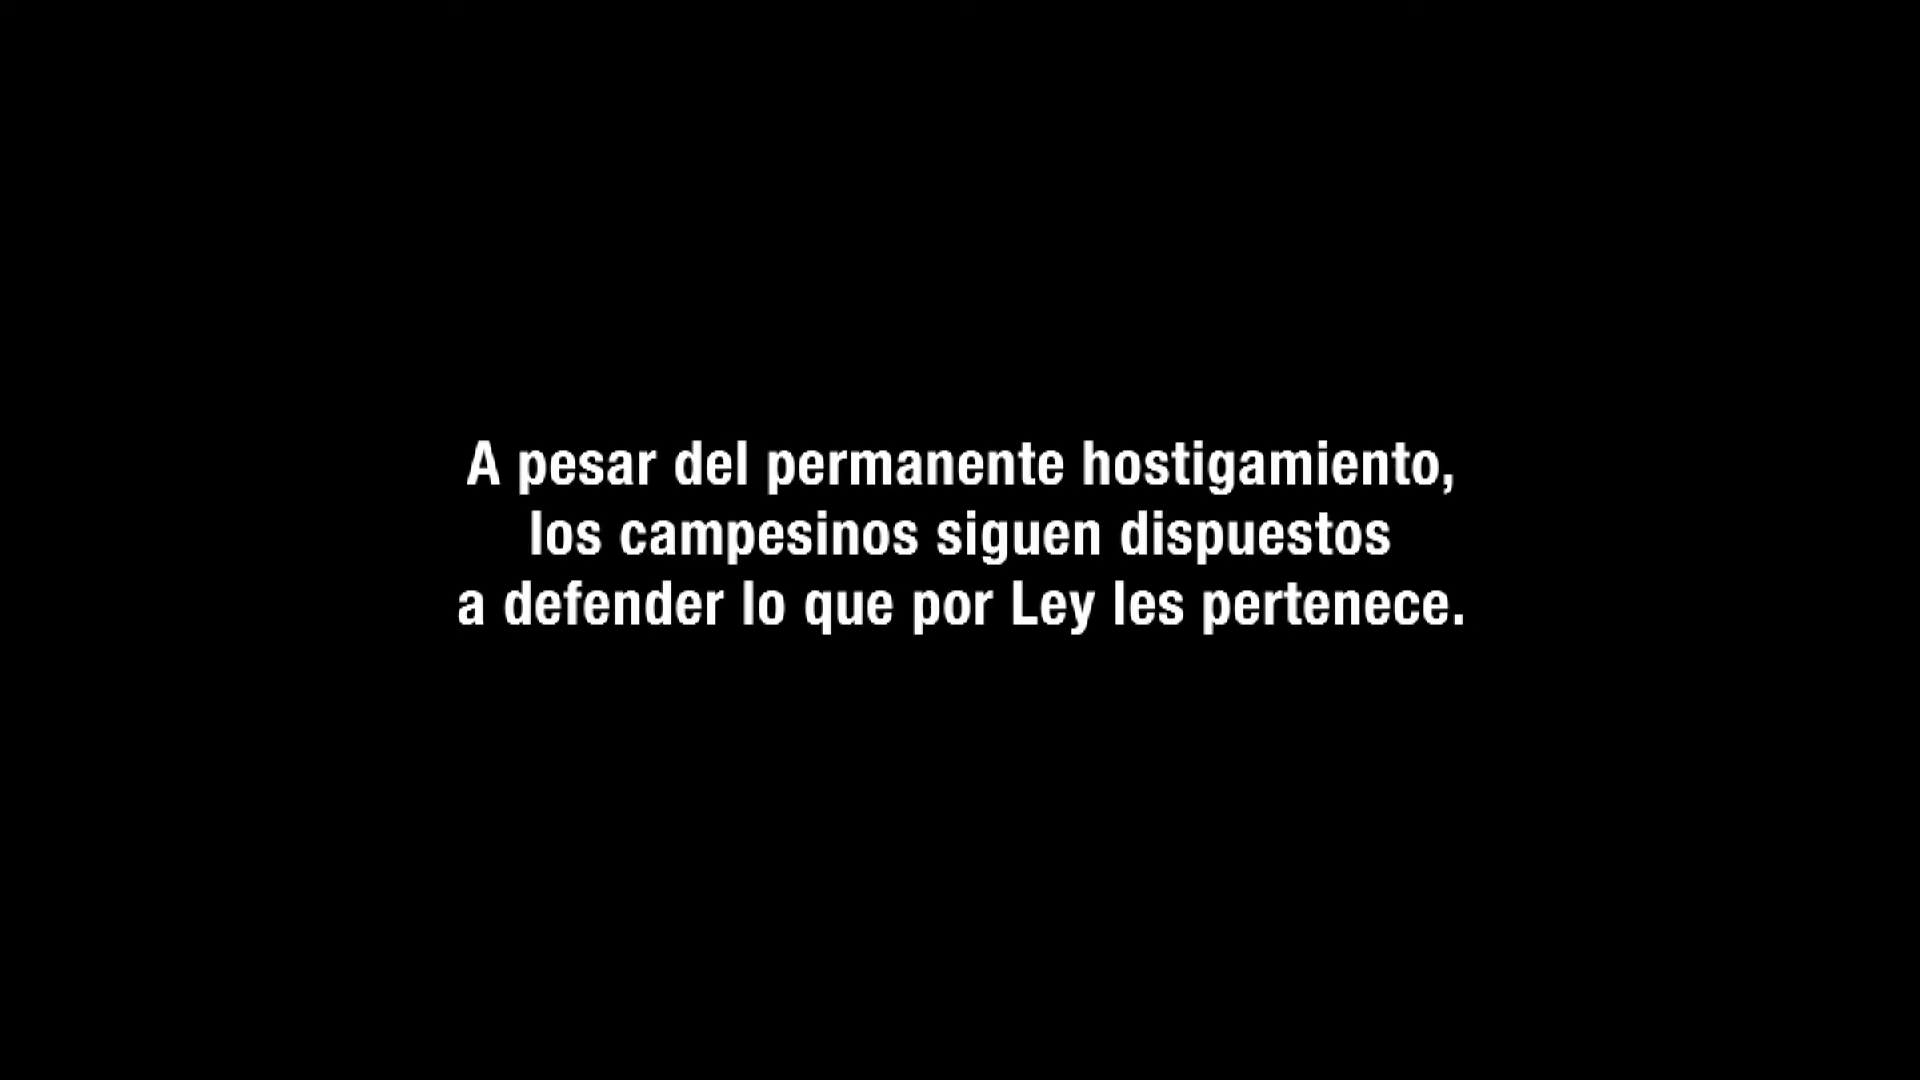 A pesar del permanente hostigamiento,
los campesinos siguen dispuestos
a defender lo que por Ley les pertenece.